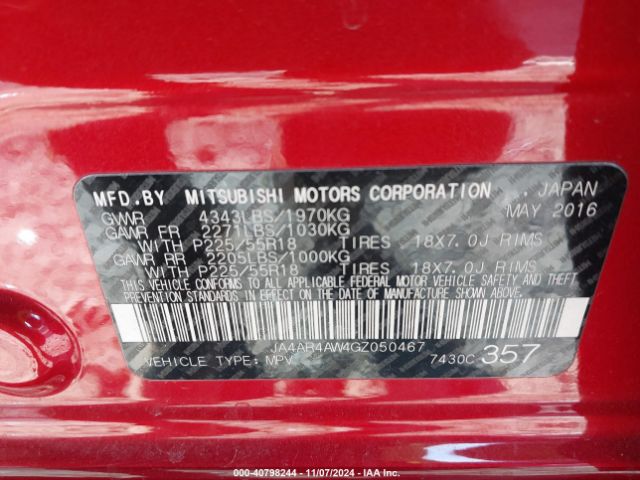 MFD.BY MITSUBISHI MOTORS CORPORATION JAPAN
GVWR 4343LBS/1970KG MAY 2016
GAWR FR 2271LBS/1030KG
WITH P225/55R18 TIRES 18X7.0J RIMS
GAWR RR 2205LBS/1000KG
WITH P225/55R18 TIRES 18X7.0J RIMS
THIS VEHICLE CONFORMS TO ALL APPLICABLE FEDERAL MOTOR VEHICLE SAFETY AND THEFT
PREVENTION STANDARDS IN EFFECT ON THE DATE OF MANUFACTURE SHOWN ABOVE.
JA4AR4AW4GZ050467
VEHICLE TYPE: MPV 7430C 357
000-40798244 - 11/07/2024 - IAA Inc.